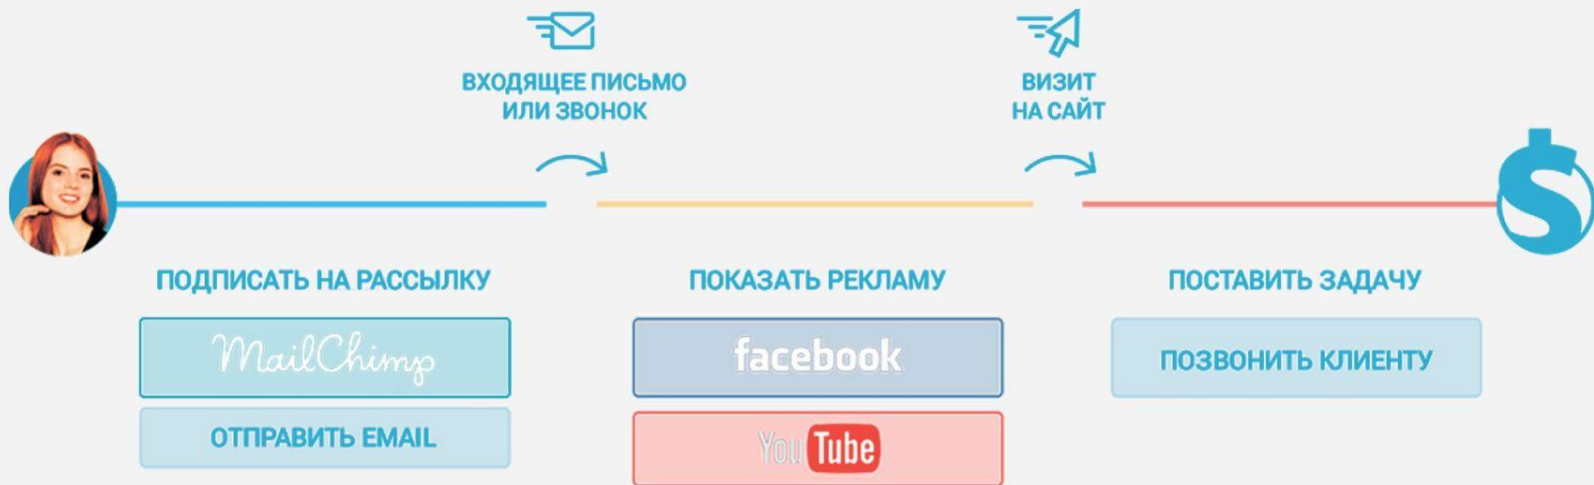 ВХОДЯЩЕЕ ПИСЬМО
ИЛИ ЗВОНОК
ВИЗИТ
НА САЙТ
ПОДПИСАТЬ НА РАССЫЛКУ
MailChimp
ОТПРАВИТЬ EMAIL
ПОКАЗАТЬ РЕКЛАМУ
facebook
YouTube
ПОСТАВИТЬ ЗАДАЧУ
ПОЗВОНИТЬ КЛИЕНТУ
$